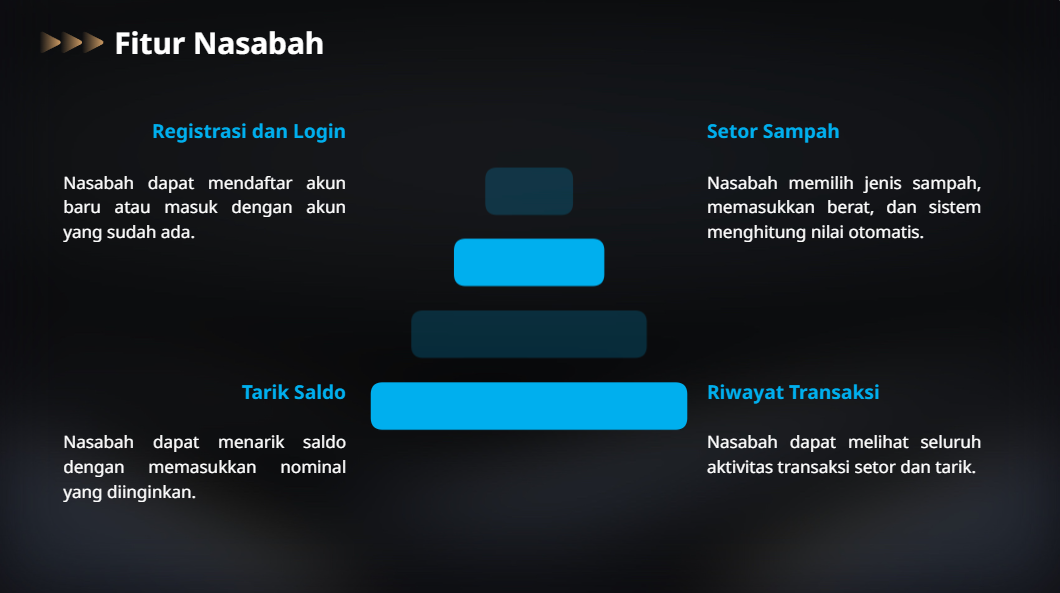 Fitur Nasabah
Registrasi dan Login
Nasabah dapat mendaftar akun
baru atau masuk dengan akun
yang sudah ada.
Setor Sampah
Nasabah memilih jenis sampah,
memasukkan berat, dan sistem
menghitung nilai otomatis.
Tarik Saldo
Nasabah dapat menarik saldo
dengan memasukkan nominal
yang diinginkan.
Riwayat Transaksi
Nasabah dapat melihat seluruh
aktivitas transaksi setor dan tarik.